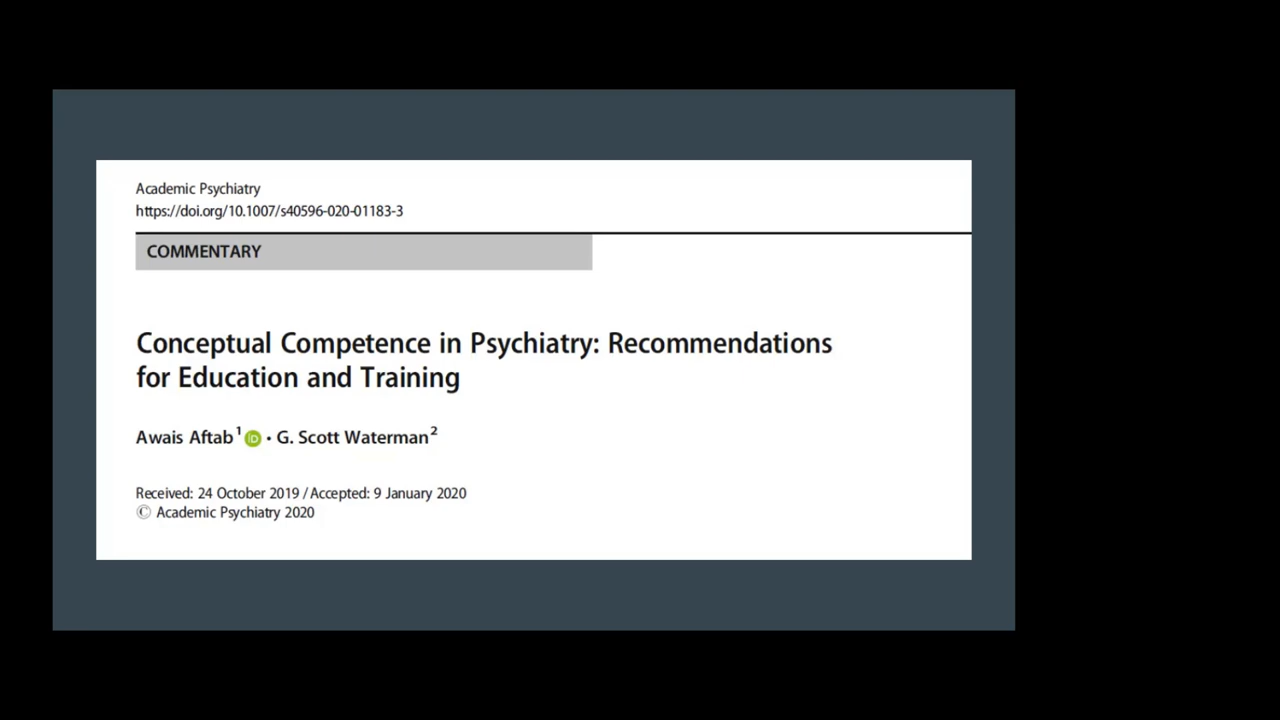 Academic Psychiatry
https://doi.org/10.1007/s40596-020-01183-3
COMMENTARY
Conceptual Competence in Psychiatry: Recommendations
for Education and Training
Awais Aftab 1 iD • G. Scott Waterman 2
Received: 24 October 2019 / Accepted: 9 January 2020
© Academic Psychiatry 2020